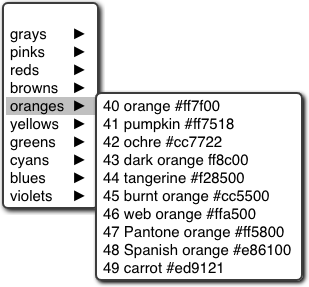 grays
pinks
reds
browns
oranges
yellows
greens
cyans
blues
violets
40 orange #ff7f00
41 pumpkin #ff7518
42 ochre #cc7722
43 dark orange ff8c00
44 tangerine #f28500
45 burnt orange #cc5500
46 web orange #ffa500
47 Pantone orange #ff5800
48 Spanish orange #e86100
49 carrot #ed9121